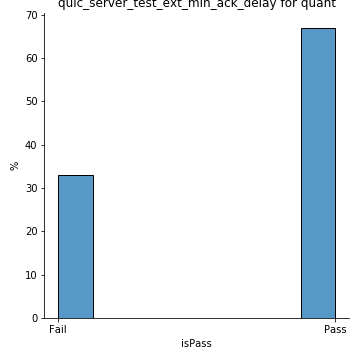 quic_server_test_ext_min_ack_delay for quant
70
60
50
40
30
20
10
0
%
Fail
Pass
isPass